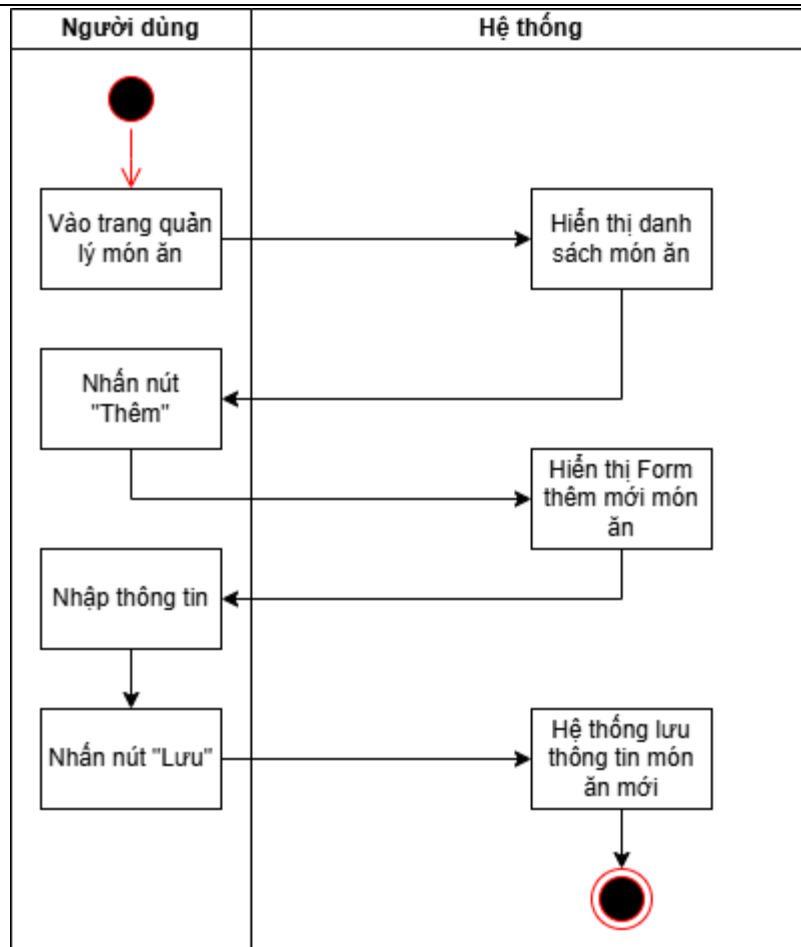 Người dùng
Hệ thống
Vào trang quản
lý món ăn
Hiển thị danh
sách món ăn
Nhấn nút
"Thêm"
Hiển thị Form
thêm mới món
ăn
Nhập thông tin
Nhấn nút "Lưu"
Hệ thống lưu
thông tin món
ăn mới